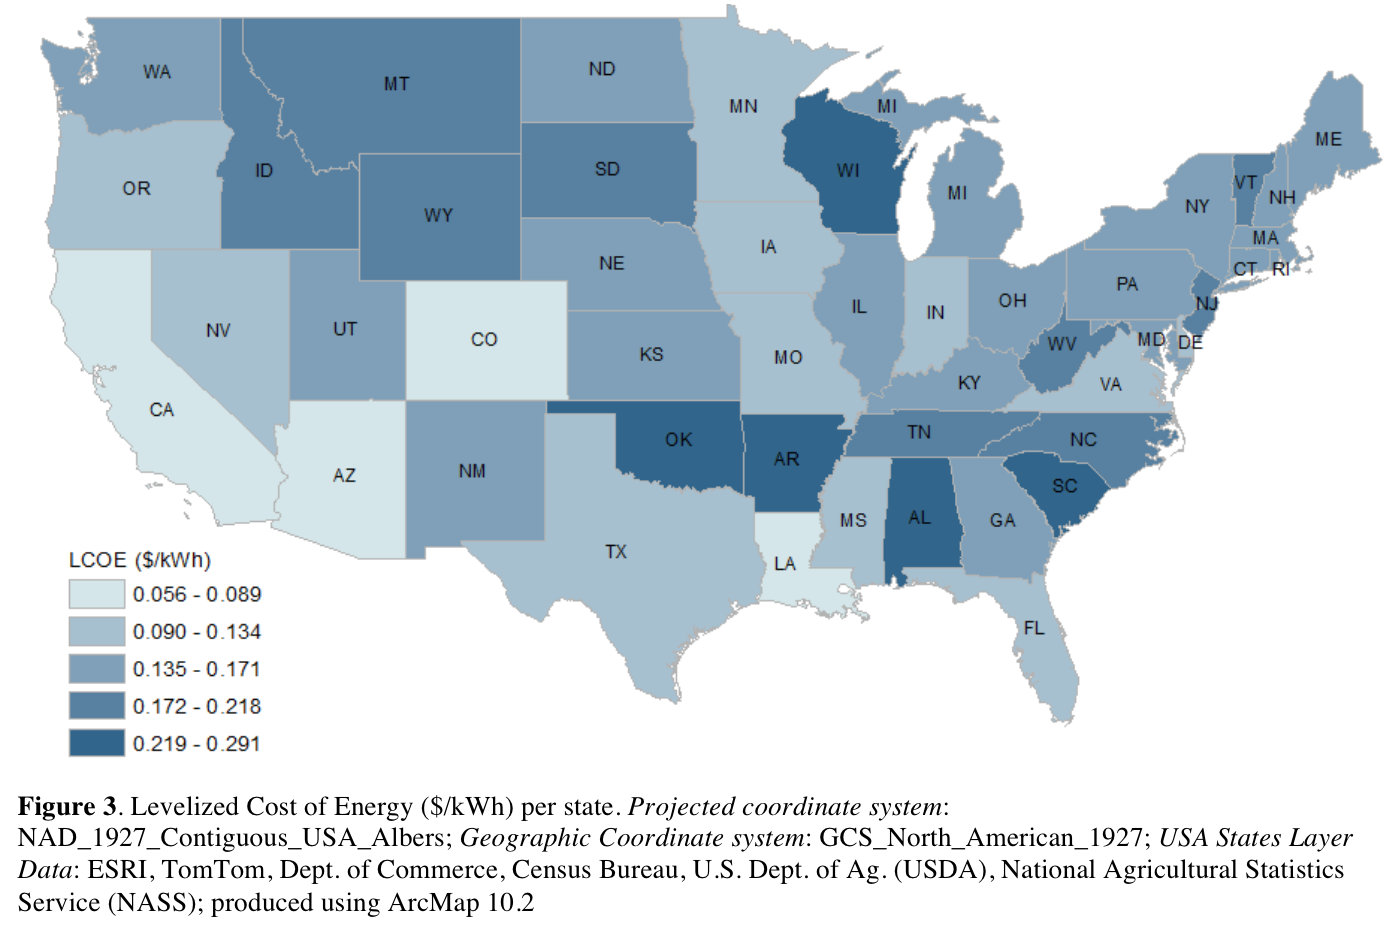 WA
MT
ND
MN
MI
ME
OR
ID
SD
WI
VT
NH
WY
MI
NY
IA
MA
NE
CT
RI
PA
NV
UT
CO
IL
IN
OH
NJ
KS
MO
WV
MD
DE
CA
KY
VA
AZ
NM
OK
AR
TN
NC
MS
AL
GA
SC
TX
LA
FL
LCOE ($/kWh)
0.056 - 0.089
0.090 - 0.134
0.135 - 0.171
0.172 - 0.218
0.219 - 0.291
Figure 3. Levelized Cost of Energy ($/kWh) per state. Projected coordinate system:
NAD_1927_Contiguous_USA_Albers; Geographic Coordinate system: GCS_North_American_1927; USA States Layer
Data: ESRI, TomTom, Dept. of Commerce, Census Bureau, U.S. Dept. of Ag. (USDA), National Agricultural Statistics
Service (NASS); produced using ArcMap 10.2